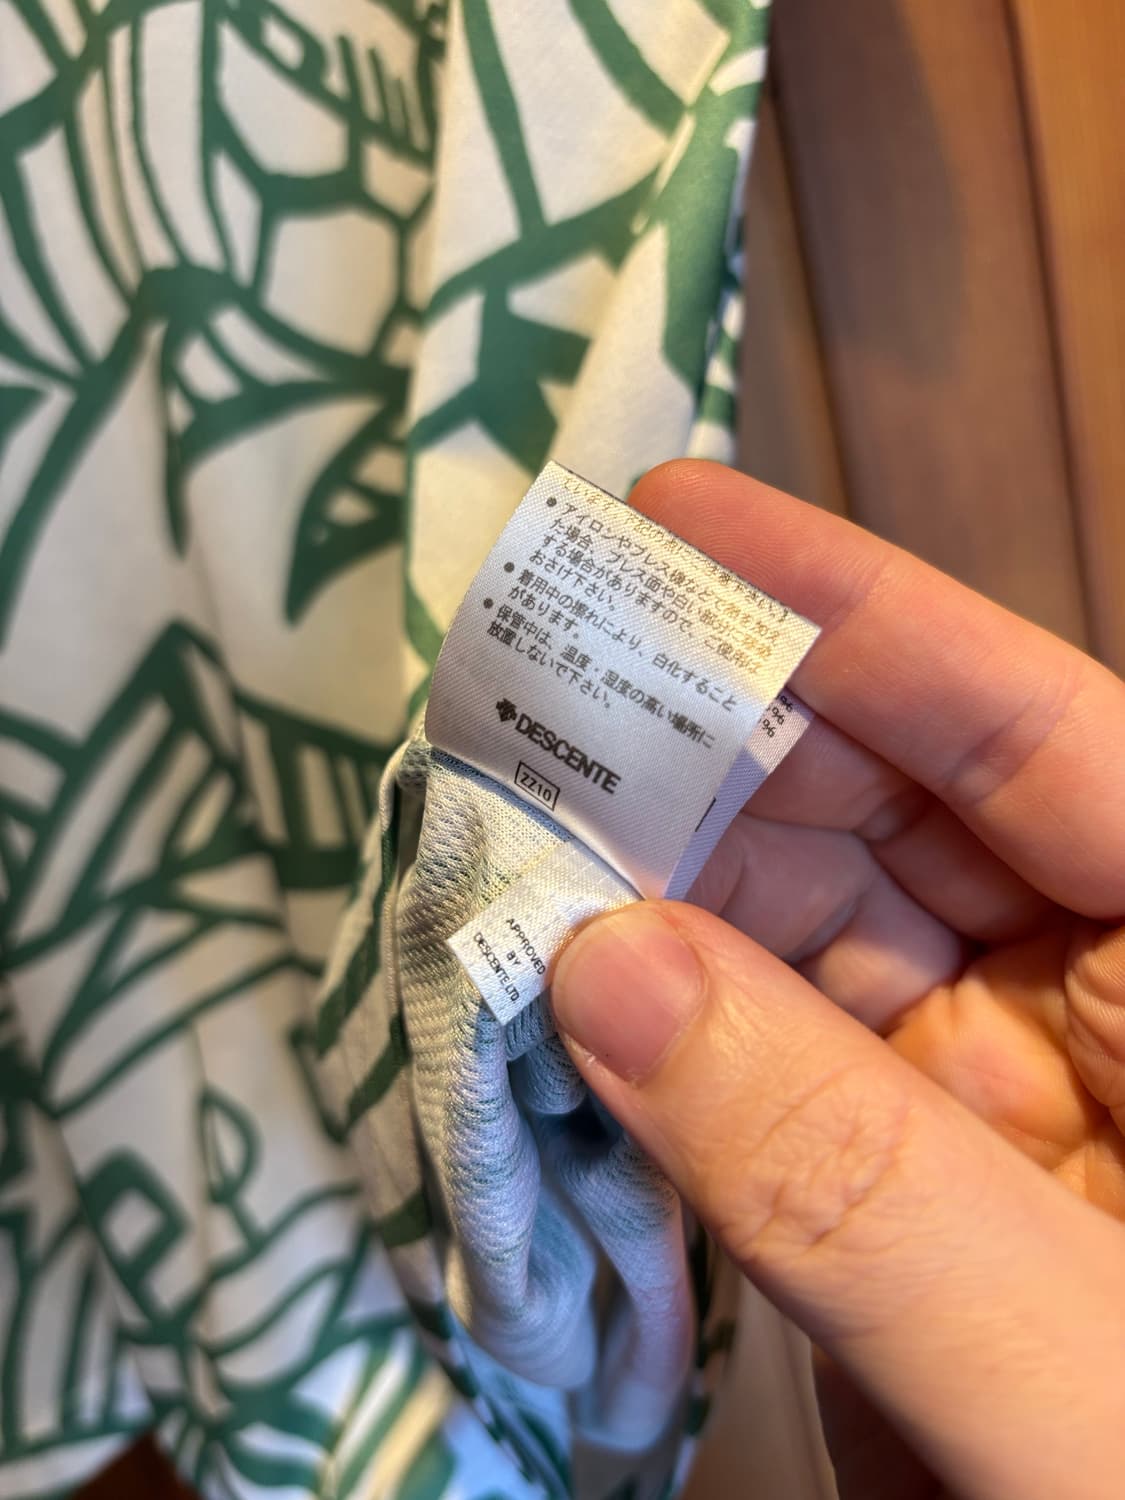 ています
アイロンやプレス機などで熱を加え
た場合、プレス面や白い部分に
する場合がありますので、ご使用は
おさけ下さい。
着用中の擦れにより、白化すること
があります。
保管中は、温度・湿度の高い場所に
放置しないで下さい。
DESCENTE
ZZ10
%
%
%
APPROVED
BY
DESCENTE LTD.